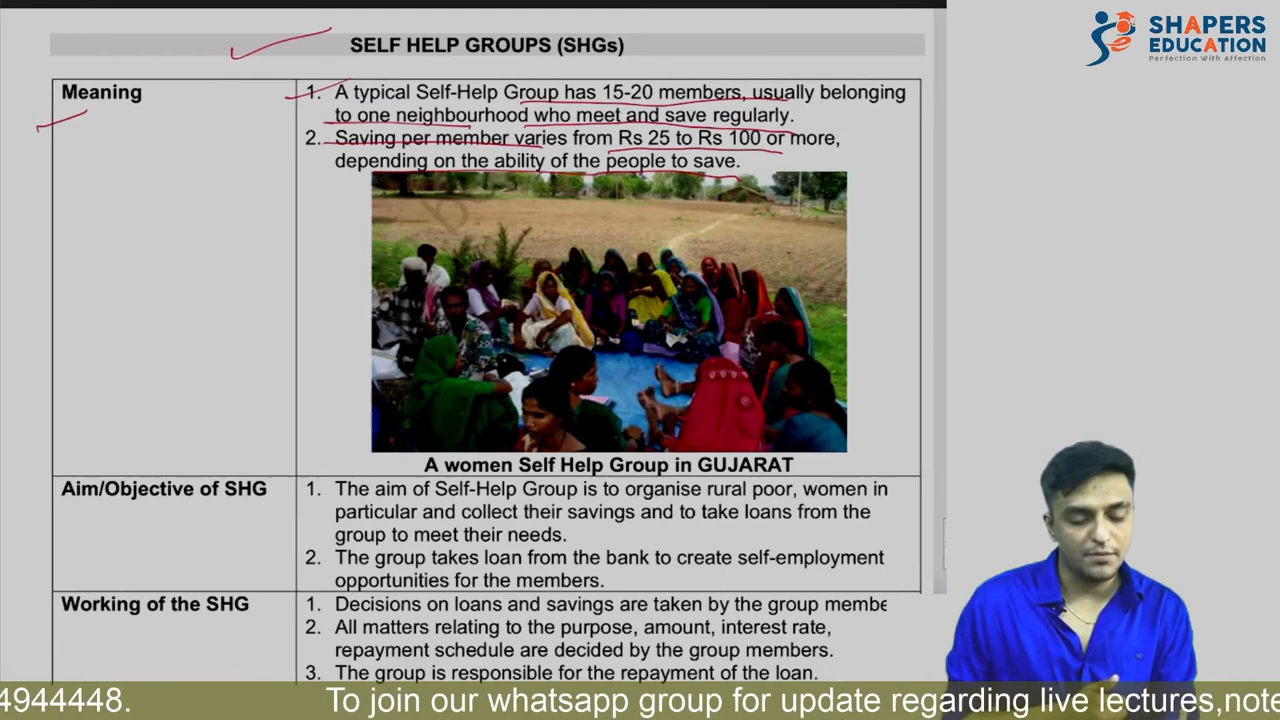 SHAPERS
EDUCATION
Perfection With Affection
SELF HELP GROUPS (SHGs)
Meaning
1. A typical Self-Help Group has 15-20 members, usually belonging
to one neighbourhood who meet and save regularly.
2. Saving per member varies from Rs 25 to Rs 100 or more,
depending on the ability of the people to save.
A women Self Help Group in GUJARAT
Aim/Objective of SHG
1. The aim of Self-Help Group is to organise rural poor, women in
particular and collect their savings and to take loans from the
group to meet their needs.
2. The group takes loan from the bank to create self-employment
opportunities for the members.
Working of the SHG
1. Decisions on loans and savings are taken by the group membe
2. All matters relating to the purpose, amount, interest rate,
repayment schedule are decided by the group members.
3. The group is responsible for the repayment of the loan.
4944448. To join our whatsapp group for update regarding live lectures,note